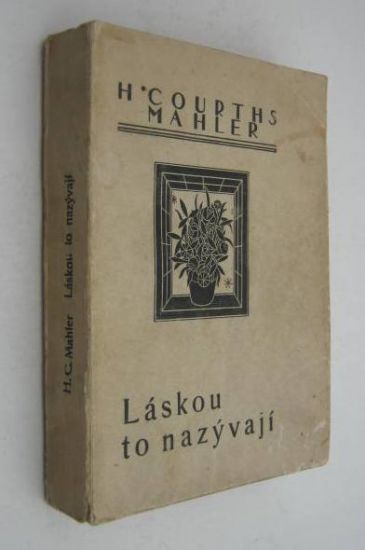 H·COURTHS
MAHLER
Láskou
to nazývají
H. C. Mahler Láskou to nazývají